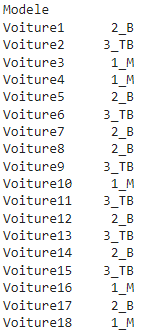 Modele
Voiture1 2_B
Voiture2 3_TB
Voiture3 1_M
Voiture4 1_M
Voiture5 2_B
Voiture6 3_TB
Voiture7 2_B
Voiture8 2_B
Voiture9 3_TB
Voiture10 1_M
Voiture11 3_TB
Voiture12 2_B
Voiture13 3_TB
Voiture14 2_B
Voiture15 3_TB
Voiture16 1_M
Voiture17 2_B
Voiture18 1_M